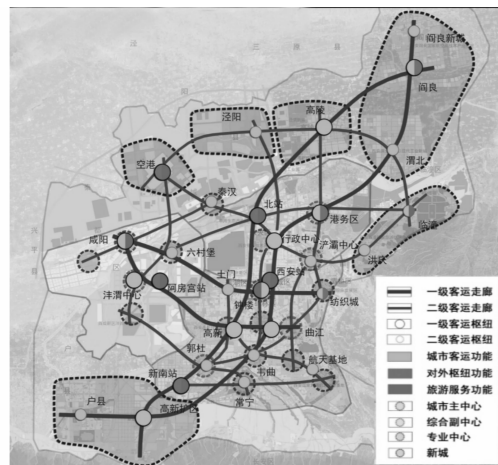 阎良新城
阎良
泾阳
高陵
渭北
空港
秦汉
北站
港务区
临潼
咸阳
六村堡
行政中心
浐灞中心
洪庆
沣渭中心
阿房宫站
土门
西安站
钟楼
纺织城
高新
曲江
郭杜
韦曲
航天基地
新南站
常宁
户县
高新扩区
一级客运走廊
二级客运走廊
一级客运枢纽
二级客运枢纽
城市客运功能
对外枢纽功能
旅游服务功能
城市主中心
综合副中心
专业中心
新城